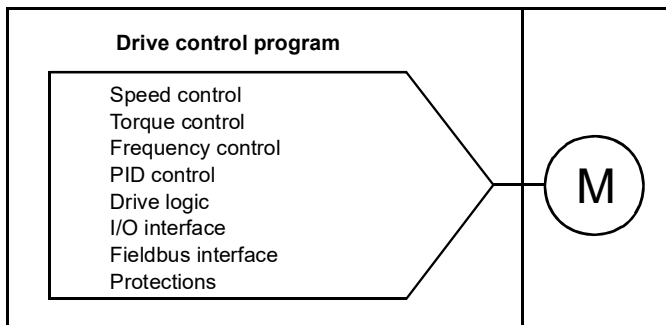 Drive control program
Speed control
Torque control
Frequency control
PID control
Drive logic
I/O interface
Fieldbus interface
Protections
M